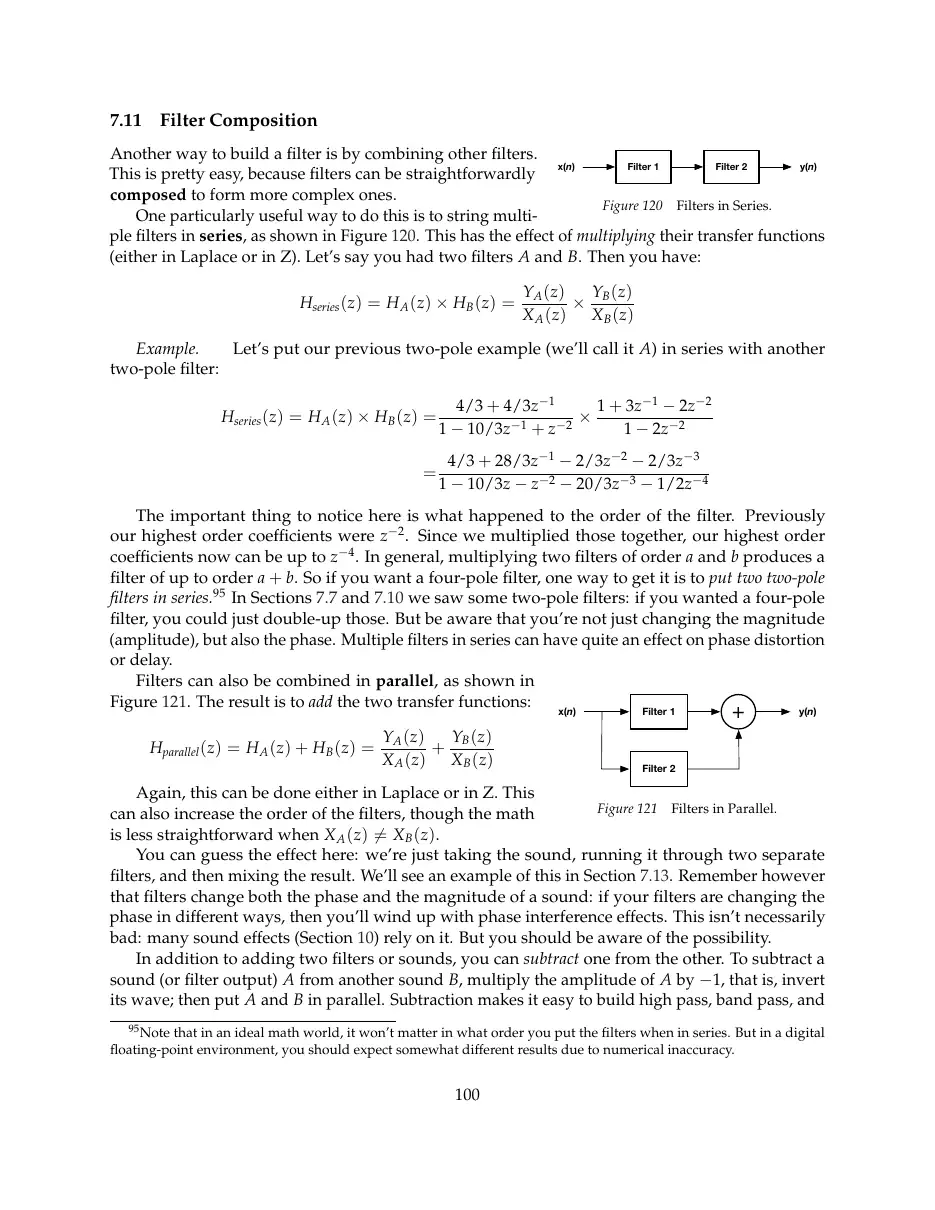 7.11 Filter Composition
Another way to build a filter is by combining other filters.
This is pretty easy, because filters can be straightforwardly
composed to form more complex ones.
x(n) Filter 1 Filter 2 y(n)
Figure 120 Filters in Series.
One particularly useful way to do this is to string multi-
ple filters in series, as shown in Figure 120. This has the effect of multiplying their transfer functions
(either in Laplace or in Z). Let's say you had two filters A and B. Then you have:
H_series(z) = H_A(z) × H_B(z) = Y_A(z)/X_A(z) × Y_B(z)/X_B(z)
Example. Let's put our previous two-pole example (we'll call it A) in series with another
two-pole filter:
H_series(z) = H_A(z) × H_B(z) = (4/3 + 4/3z⁻¹)/(1 − 10/3z⁻¹ + z⁻²) × (1 + 3z⁻¹ − 2z⁻²)/(1 − 2z⁻²)
= (4/3 + 28/3z⁻¹ − 2/3z⁻² − 2/3z⁻³)/(1 − 10/3z − z⁻² − 20/3z⁻³ − 1/2z⁻⁴)
The important thing to notice here is what happened to the order of the filter. Previously
our highest order coefficients were z⁻². Since we multiplied those together, our highest order
coefficients now can be up to z⁻⁴. In general, multiplying two filters of order a and b produces a
filter of up to order a + b. So if you want a four-pole filter, one way to get it is to put two two-pole
filters in series.⁹⁵ In Sections 7.7 and 7.10 we saw some two-pole filters: if you wanted a four-pole
filter, you could just double-up those. But be aware that you're not just changing the magnitude
(amplitude), but also the phase. Multiple filters in series can have quite an effect on phase distortion
or delay.
Filters can also be combined in parallel, as shown in
Figure 121. The result is to add the two transfer functions:
H_parallel(z) = H_A(z) + H_B(z) = Y_A(z)/X_A(z) + Y_B(z)/X_B(z)
Again, this can be done either in Laplace or in Z. This
can also increase the order of the filters, though the math
is less straightforward when X_A(z) ≠ X_B(z).
x(n) Filter 1 + y(n)
Filter 2
Figure 121 Filters in Parallel.
You can guess the effect here: we're just taking the sound, running it through two separate
filters, and then mixing the result. We'll see an example of this in Section 7.13. Remember however
that filters change both the phase and the magnitude of a sound: if your filters are changing the
phase in different ways, then you'll wind up with phase interference effects. This isn't necessarily
bad: many sound effects (Section 10) rely on it. But you should be aware of the possibility.
In addition to adding two filters or sounds, you can subtract one from the other. To subtract a
sound (or filter output) A from another sound B, multiply the amplitude of A by −1, that is, invert
its wave; then put A and B in parallel. Subtraction makes it easy to build high pass, band pass, and
⁹⁵Note that in an ideal math world, it won't matter in what order you put the filters when in series. But in a digital
floating-point environment, you should expect somewhat different results due to numerical inaccuracy.
100